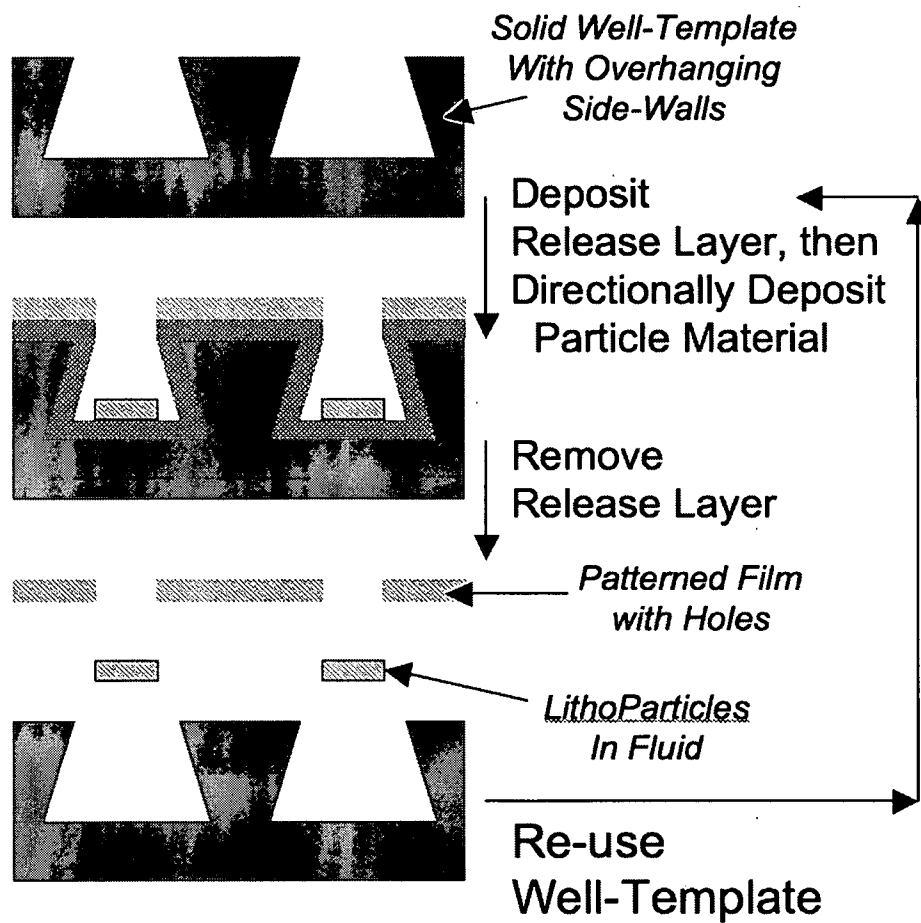 Solid Well-Template
With Overhanging
Side-Walls
Deposit
Release Layer, then
Directionally Deposit
Particle Material
Remove
Release Layer
Patterned Film
with Holes
LithoParticles
In Fluid
Re-use
Well-Template